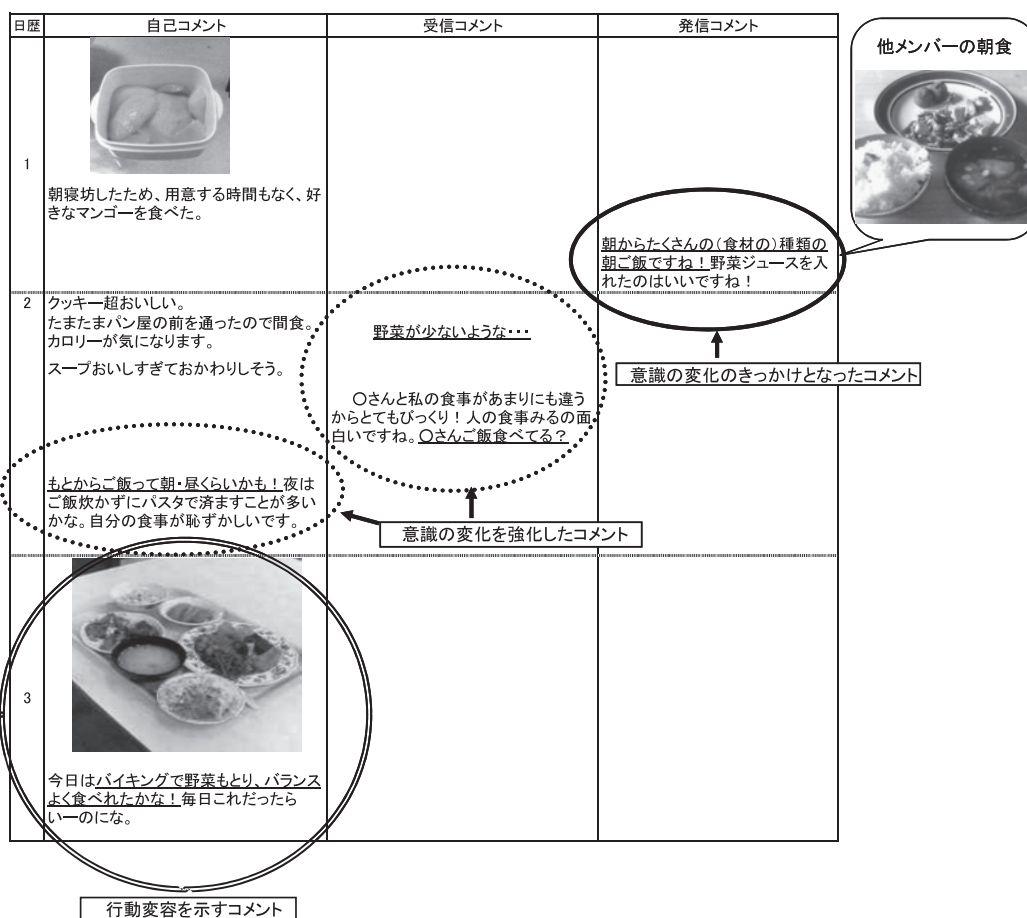 日歴 自己コメント 受信コメント 発信コメント
他メンバーの朝食
1
朝寝坊したため、用意する時間もなく、好
きなマンゴーを食べた。
朝からたくさんの(食材の)種類の
朝ご飯ですね!野菜ジュースを入
れたのはいいですね!
2
クッキー超おいしい。
たまたまパン屋の前を通ったので間食。
カロリーが気になります。
スープおいしすぎておかわりしそう。
野菜が少ないような・・・
意識の変化のきっかけとなったコメント
〇さんと私の食事があまりにも違う
からとてもびっくり!人の食事みるの面
白いですね。〇さんご飯食べてる?
もとからご飯って朝・昼くらいかも!夜は
ご飯炊かずにパスタで済ますことが多い
かな。自分の食事が恥ずかしいです。
意識の変化を強化したコメント
3
今日はバイキングで野菜もとり、バランス
よく食べれたかな!毎日これだったら
いーのにな。
行動変容を示すコメント